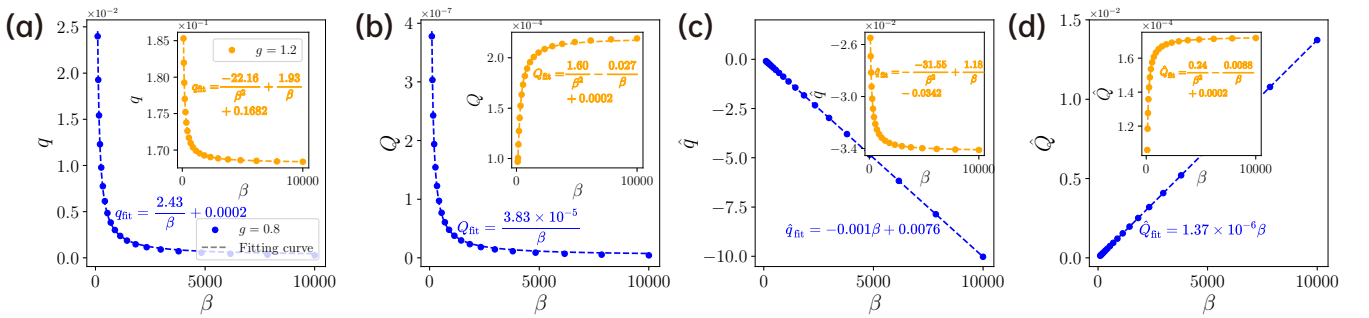 (a)
×10⁻²
q
2.5
2.0
1.5
1.0
0.5
0.0
0
5000
10000
β
×10⁻¹
q
1.85
1.80
1.75
1.70
0
10000
β
g = 1.2
q_fit = −22.16/β² + 1.93/β
+ 0.1682
q_fit = 2.43/β + 0.0002
g = 0.8
Fitting curve
(b)
×10⁻⁷
Q
4
3
2
1
0
0
5000
10000
β
×10⁻⁴
Q
2.0
1.5
1.0
0
10000
β
Q_fit = 1.60/β² − 0.027/β
+ 0.0002
Q_fit = 3.83 × 10⁻⁵/β
(c)
q̂
0.0
−2.5
−5.0
−7.5
−10.0
0
5000
10000
β
×10⁻²
q̂
−2.6
−3.0
−3.4
0
10000
β
q̂_fit = −31.55/β² + 1.18/β
− 0.0342
q̂_fit = −0.001β + 0.0076
(d)
×10⁻²
Q̂
1.5
1.0
0.5
0.0
0
5000
10000
β
×10⁻⁴
Q̂
1.6
1.4
1.2
0
10000
β
Q̂_fit = 0.24/β² − 0.0088/β
+ 0.0002
Q̂_fit = 1.37 × 10⁻⁶β